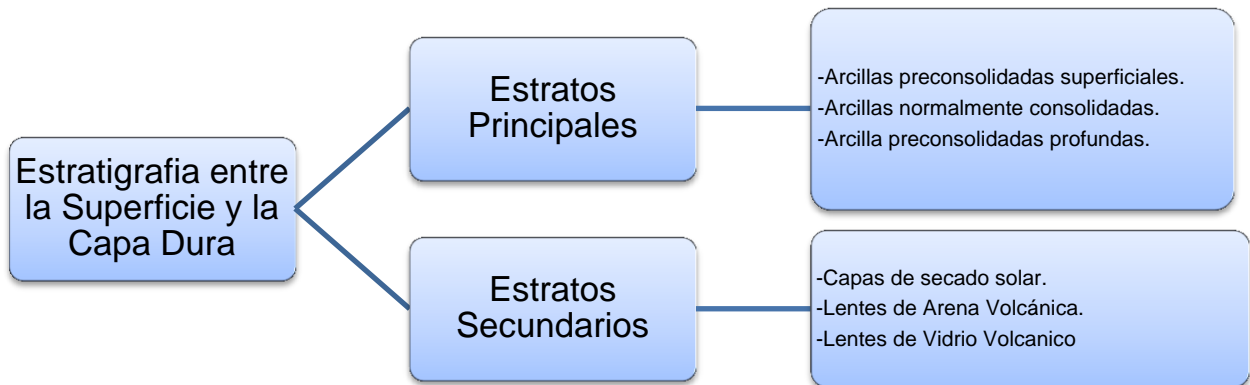 Estratigrafia entre
la Superficie y la
Capa Dura
Estratos
Principales
-Arcillas preconsolidadas superficiales.
-Arcillas normalmente consolidadas.
-Arcilla preconsolidadas profundas.
Estratos
Secundarios
-Capas de secado solar.
-Lentes de Arena Volcánica.
-Lentes de Vidrio Volcanico